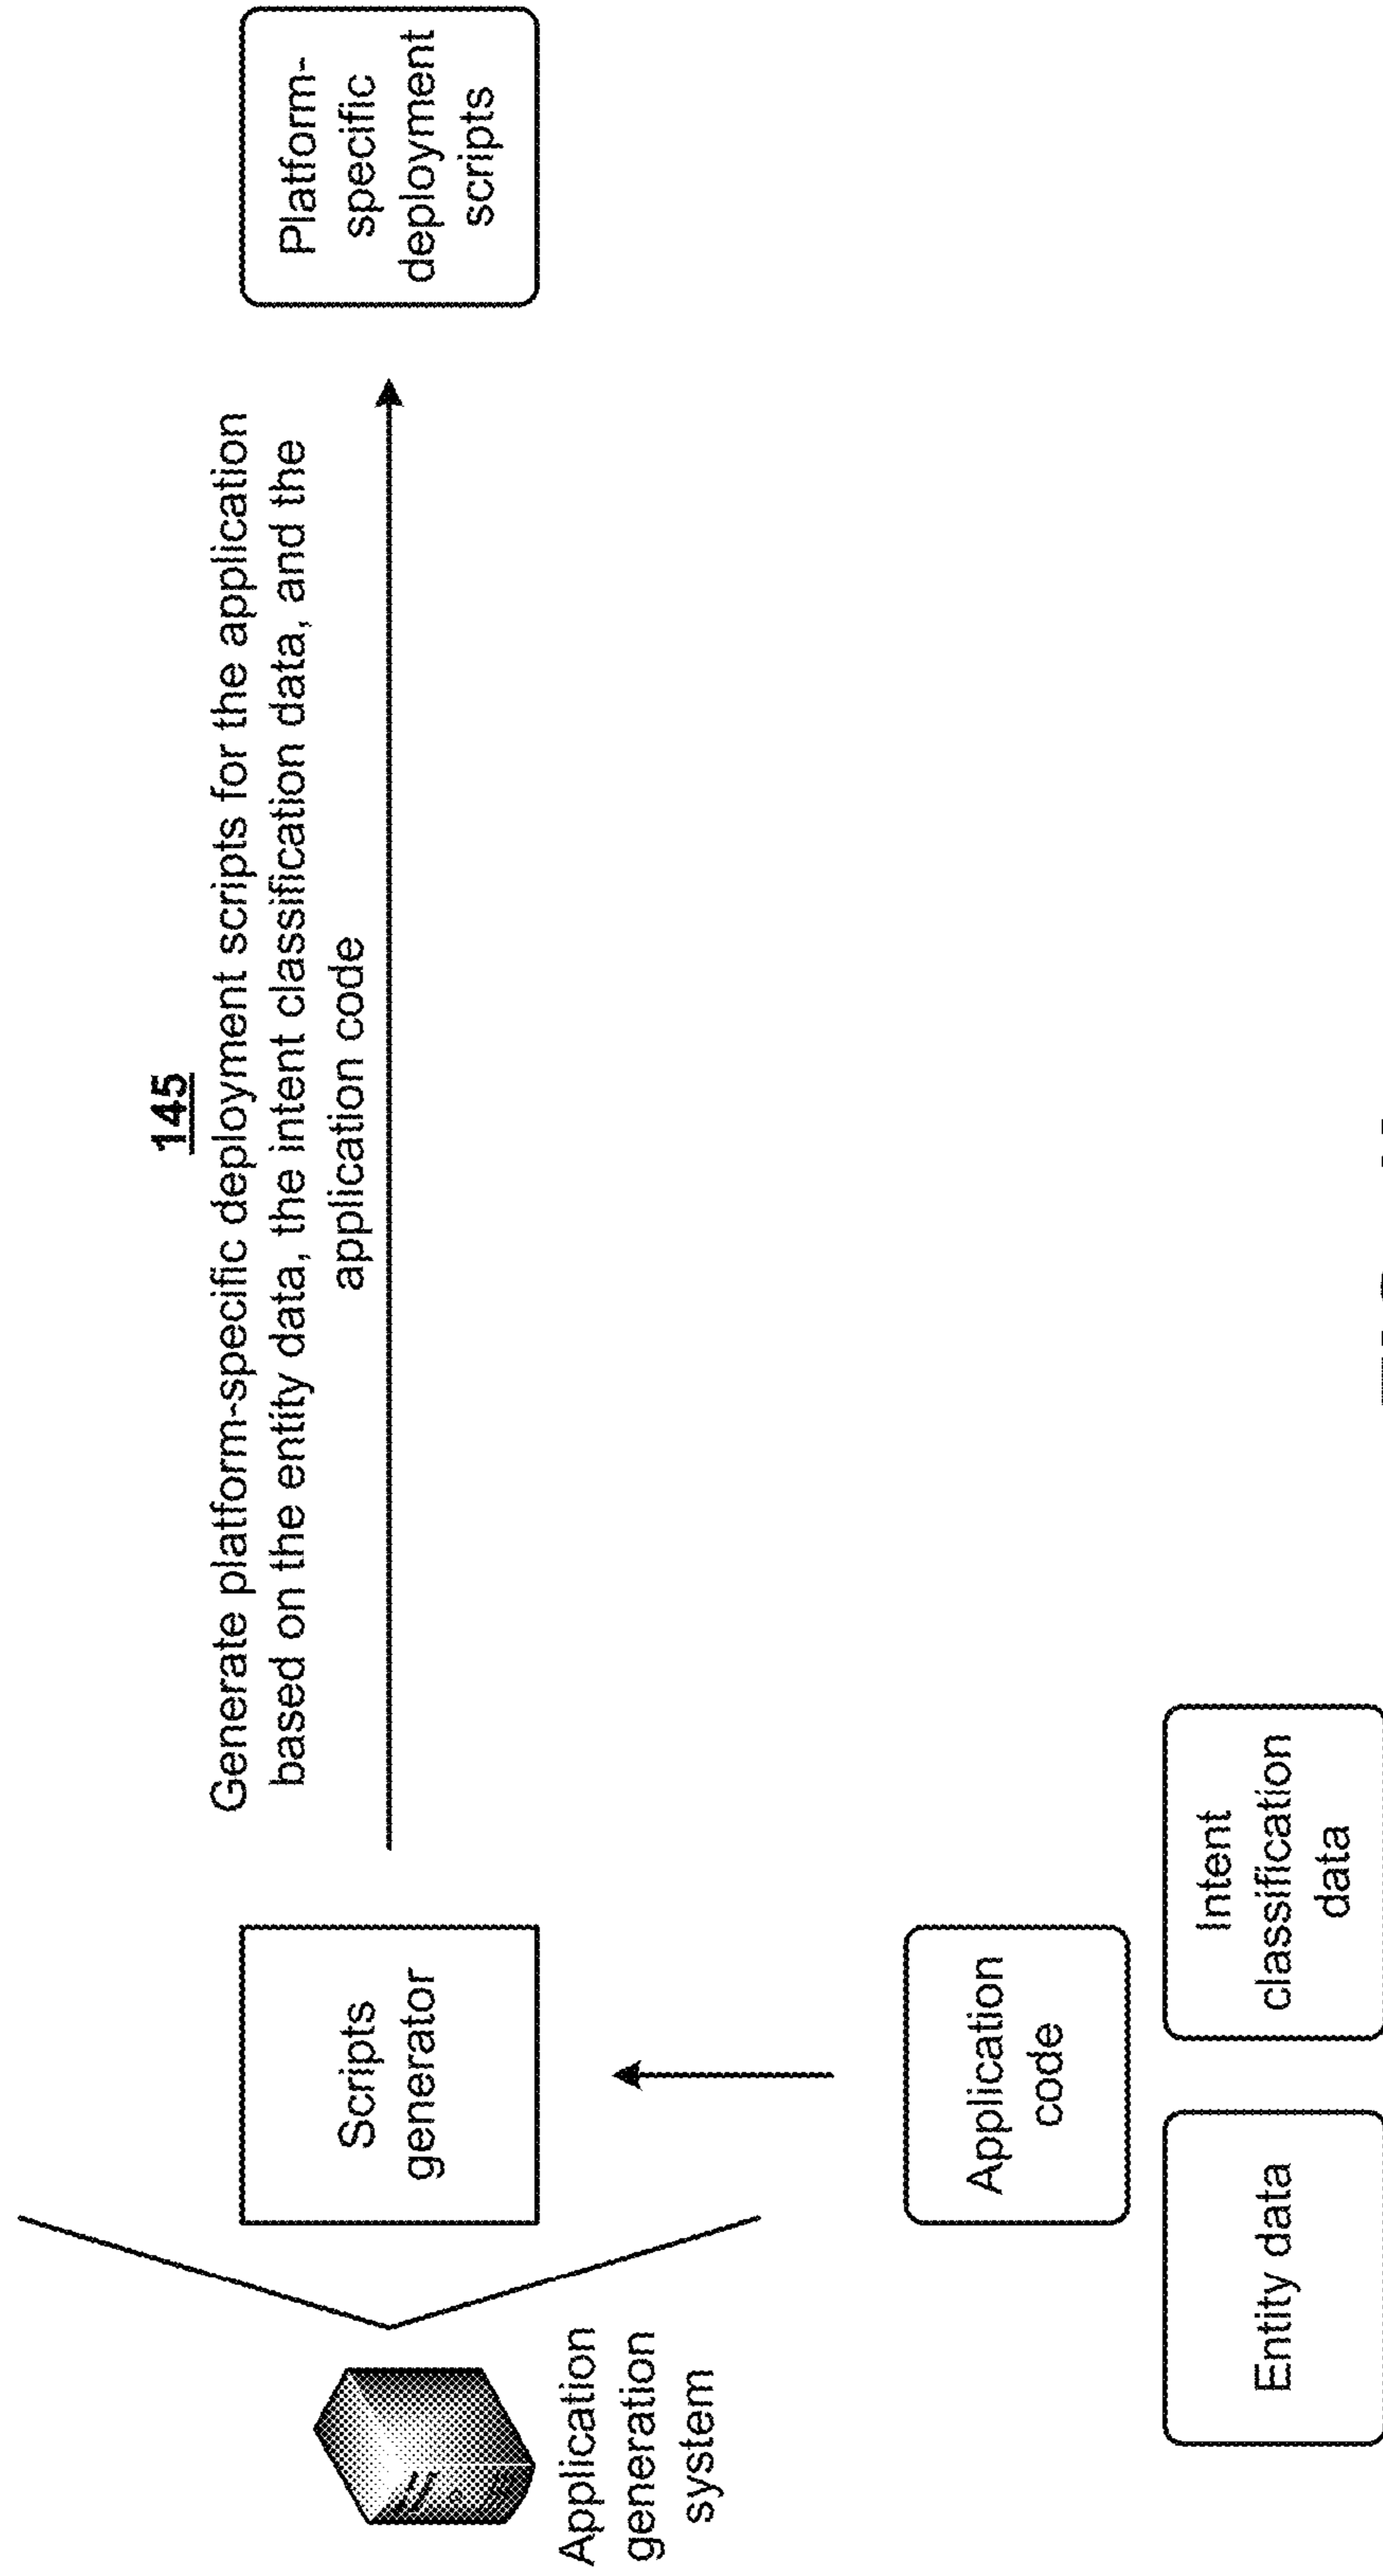 145
Generate platform-specific deployment scripts for the application
based on the entity data, the intent classification data, and the
application code
Application
generation
system
Scripts
generator
Platform-
specific
deployment
scripts
Application
code
Entity data
Intent
classification
data